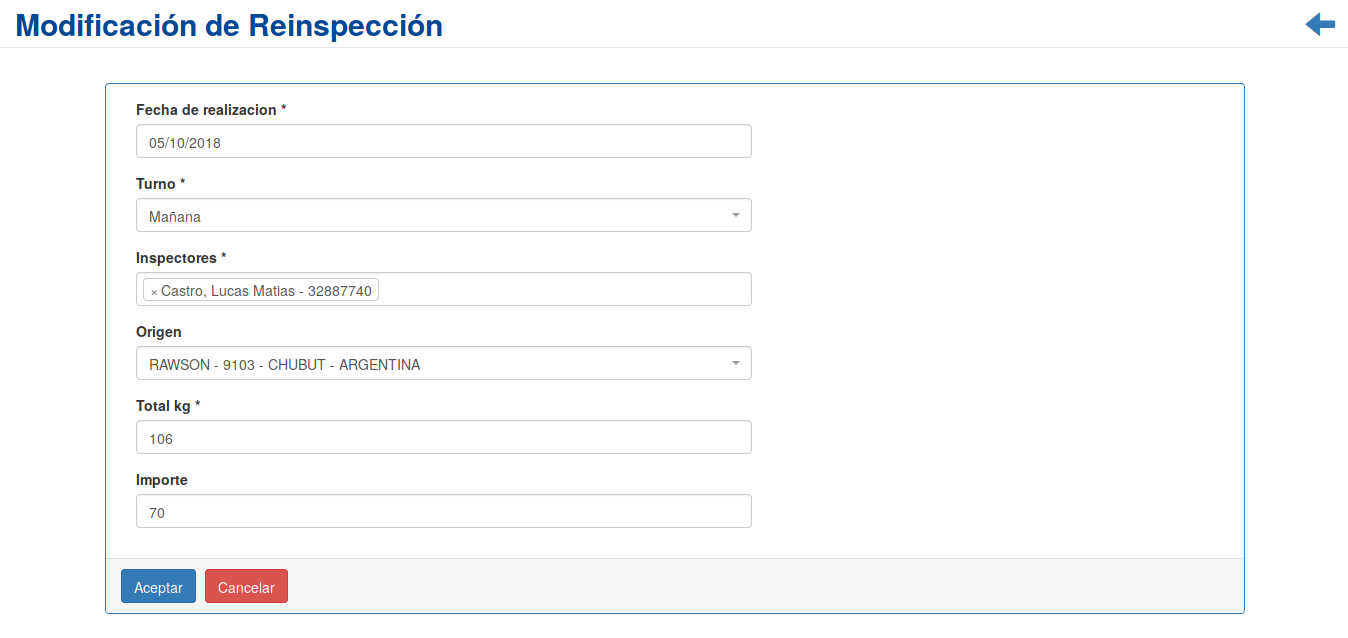 Modificación de Reinspección
Fecha de realizacion *
05/10/2018
Turno *
Mañana
Inspectores *
× Castro, Lucas Matias - 32887740
Origen
RAWSON - 9103 - CHUBUT - ARGENTINA
Total kg *
106
Importe
70
Aceptar Cancelar